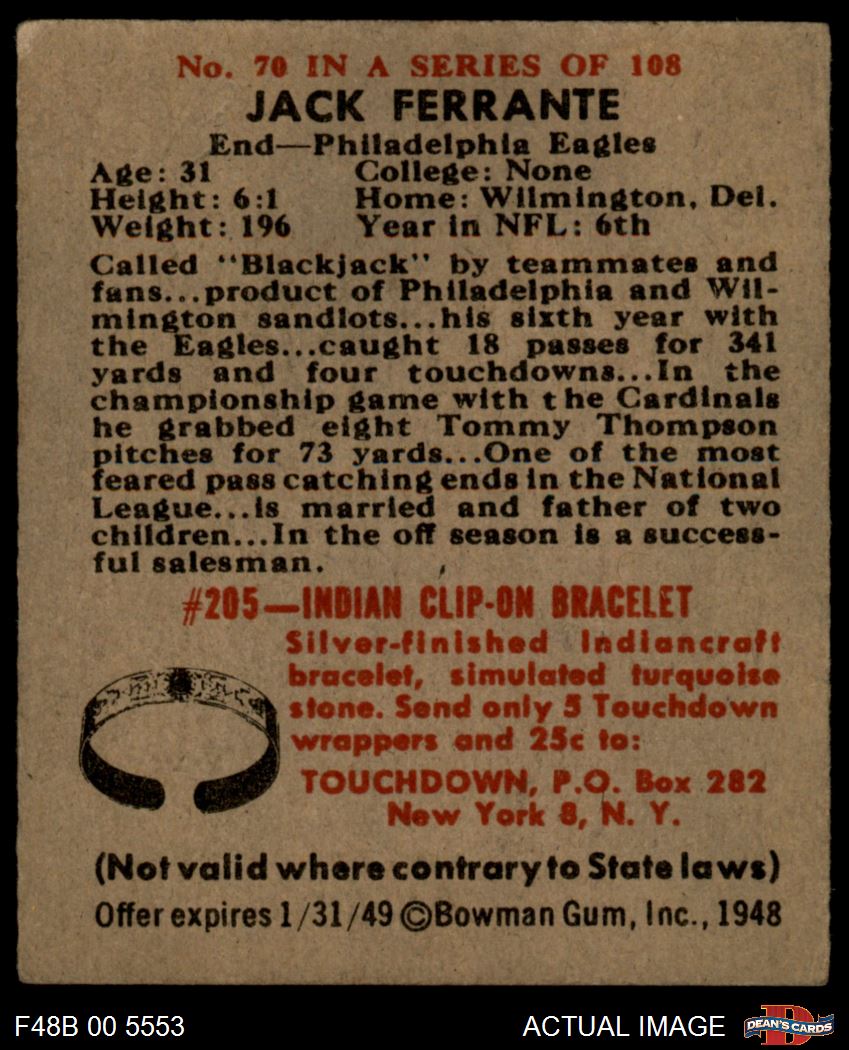 No. 70 IN A SERIES OF 108
JACK FERRANTE
End—Philadelphia Eagles
Age: 31 College: None
Height: 6:1 Home: Wilmington, Del.
Weight: 196 Year in NFL: 6th
Called "Blackjack" by teammates and
fans...product of Philadelphia and Wil-
mington sandlots...his sixth year with
the Eagles...caught 18 passes for 341
yards and four touchdowns...In the
championship game with the Cardinals
he grabbed eight Tommy Thompson
pitches for 73 yards...One of the most
feared pass catching ends in the National
League...is married and father of two
children...In the off season is a success-
ful salesman.
#205—INDIAN CLIP-ON BRACELET
Silver-finished Indiancraft
bracelet, simulated turquoise
stone. Send only 5 Touchdown
wrappers and 25c to:
TOUCHDOWN, P.O. Box 282
New York 8, N. Y.
(Not valid where contrary to State laws)
Offer expires 1/31/49 ©Bowman Gum, Inc., 1948
F48B 00 5553 ACTUAL IMAGE
DEAN'S CARDS